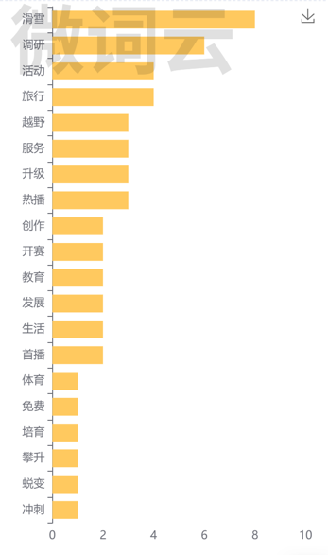 微词云
滑雪
调研
活动
旅行
越野
服务
升级
热播
创作
开赛
教育
发展
生活
首播
体育
免费
培育
攀升
蜕变
冲刺
0 2 4 6 8 10